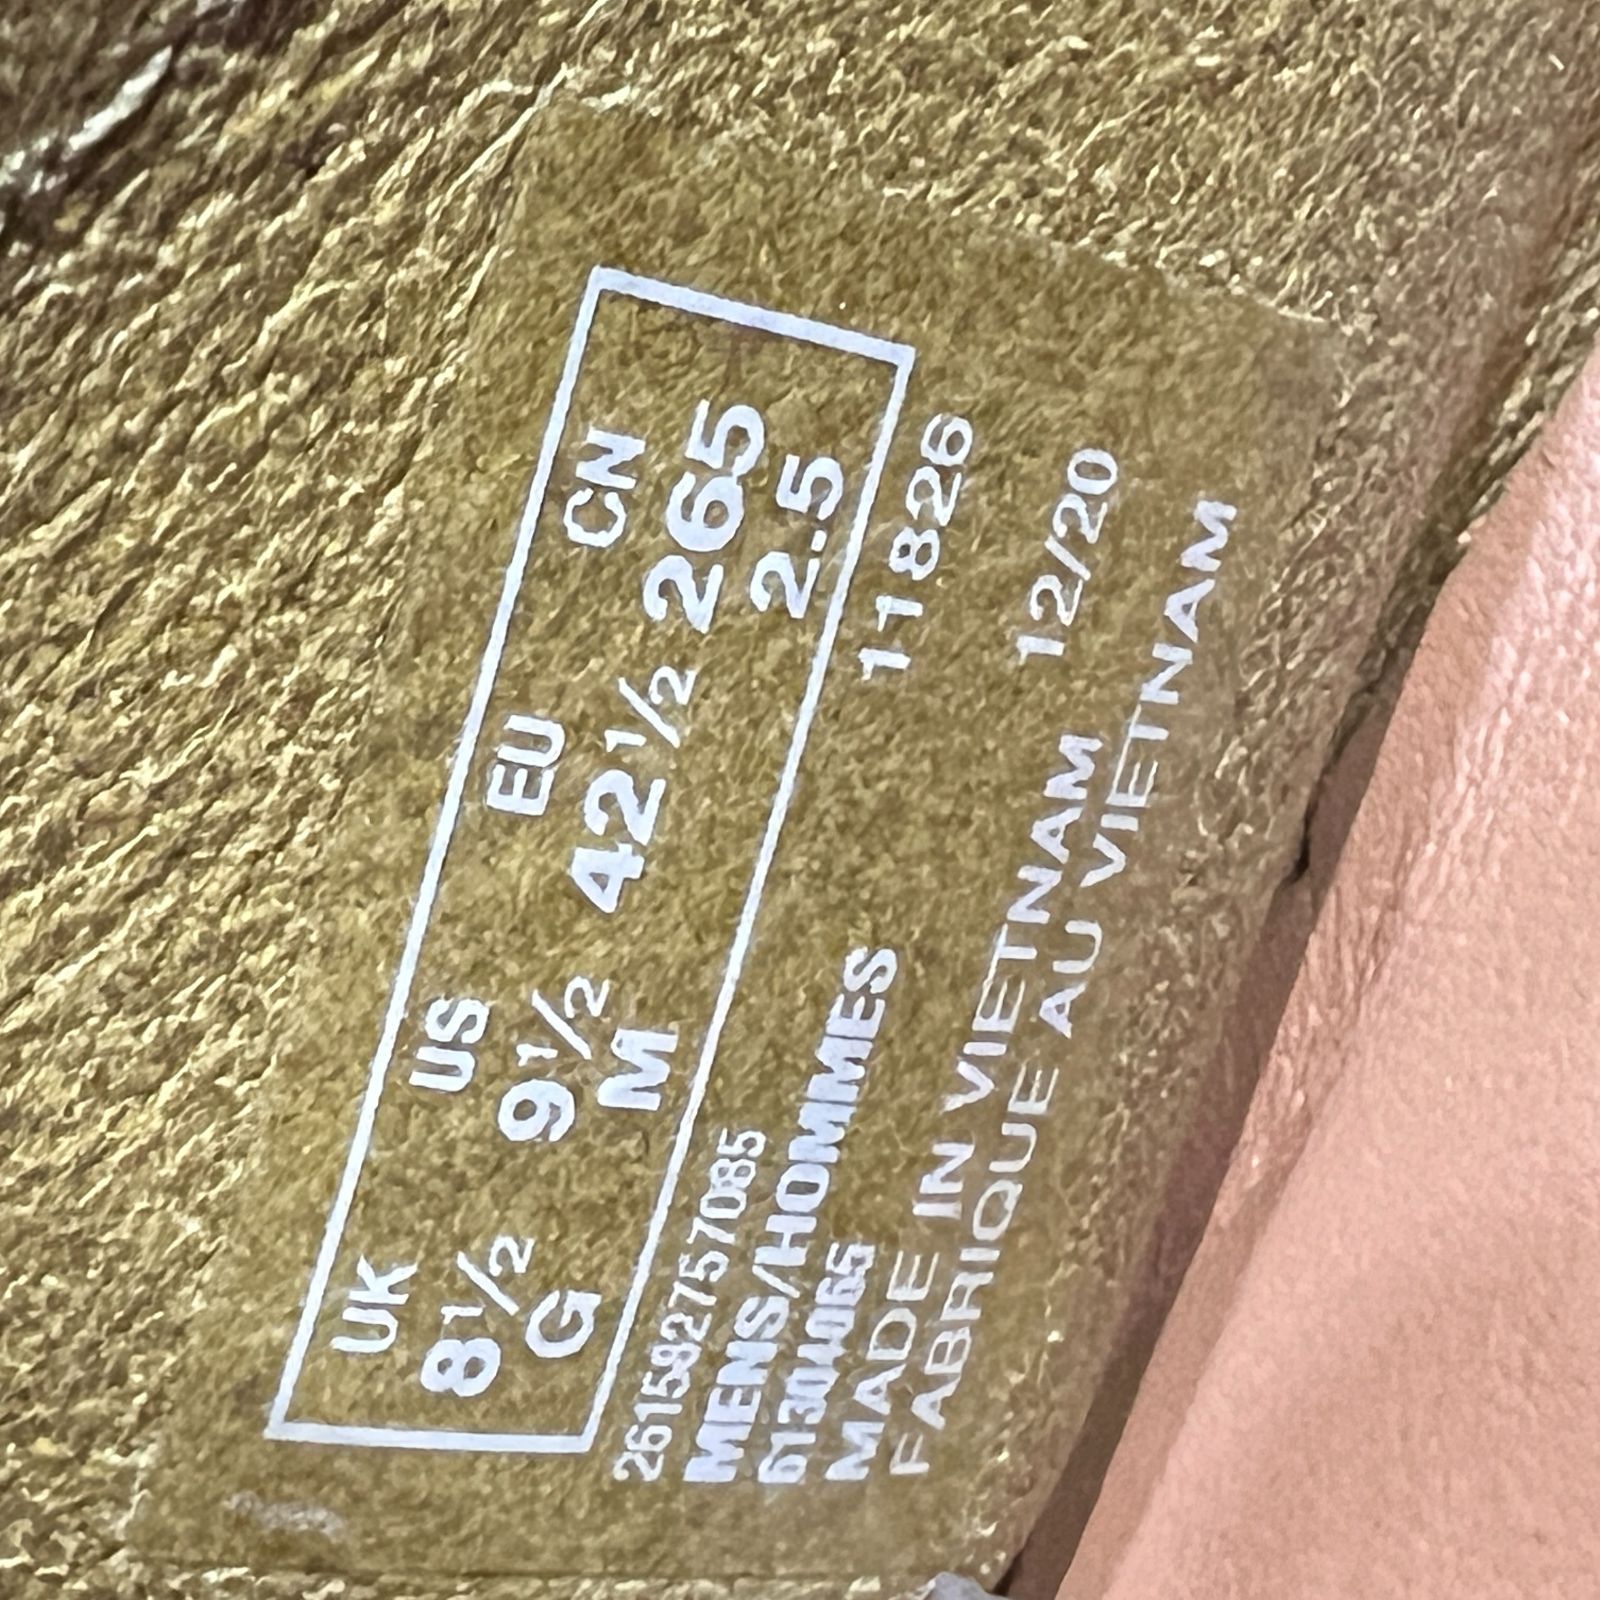 UK US EU CN
8½ 9½ 42½ 265
G M 2.5
26159275​7085 11826
MENS/HOMMES
61304065 12/20
MADE IN VIETNAM
FABRIQUE AU VIETNAM